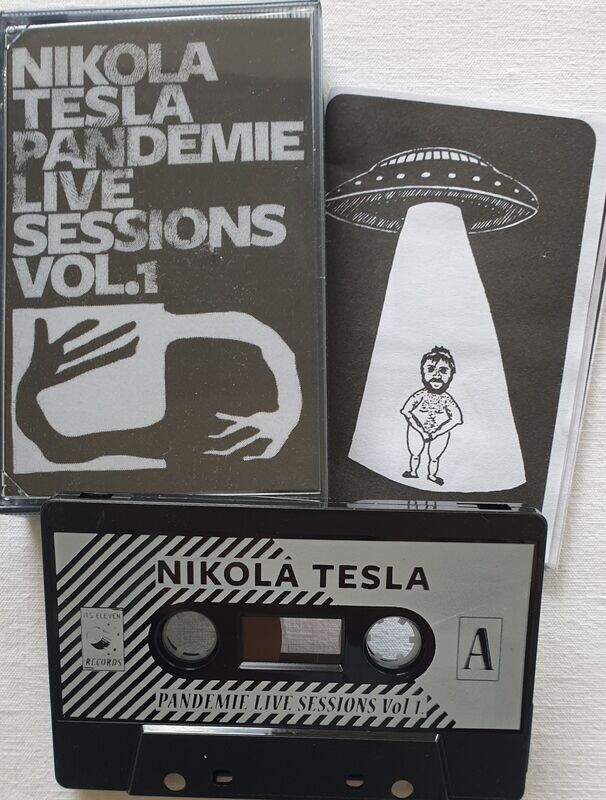 NIKOLA
TESLA
PANDEMIE
LIVE
SESSIONS
VOL.1
NIKOLA TESLA
IT'S ELEVEN
RECORDS
A
PANDEMIE LIVE SESSIONS Vol 1.